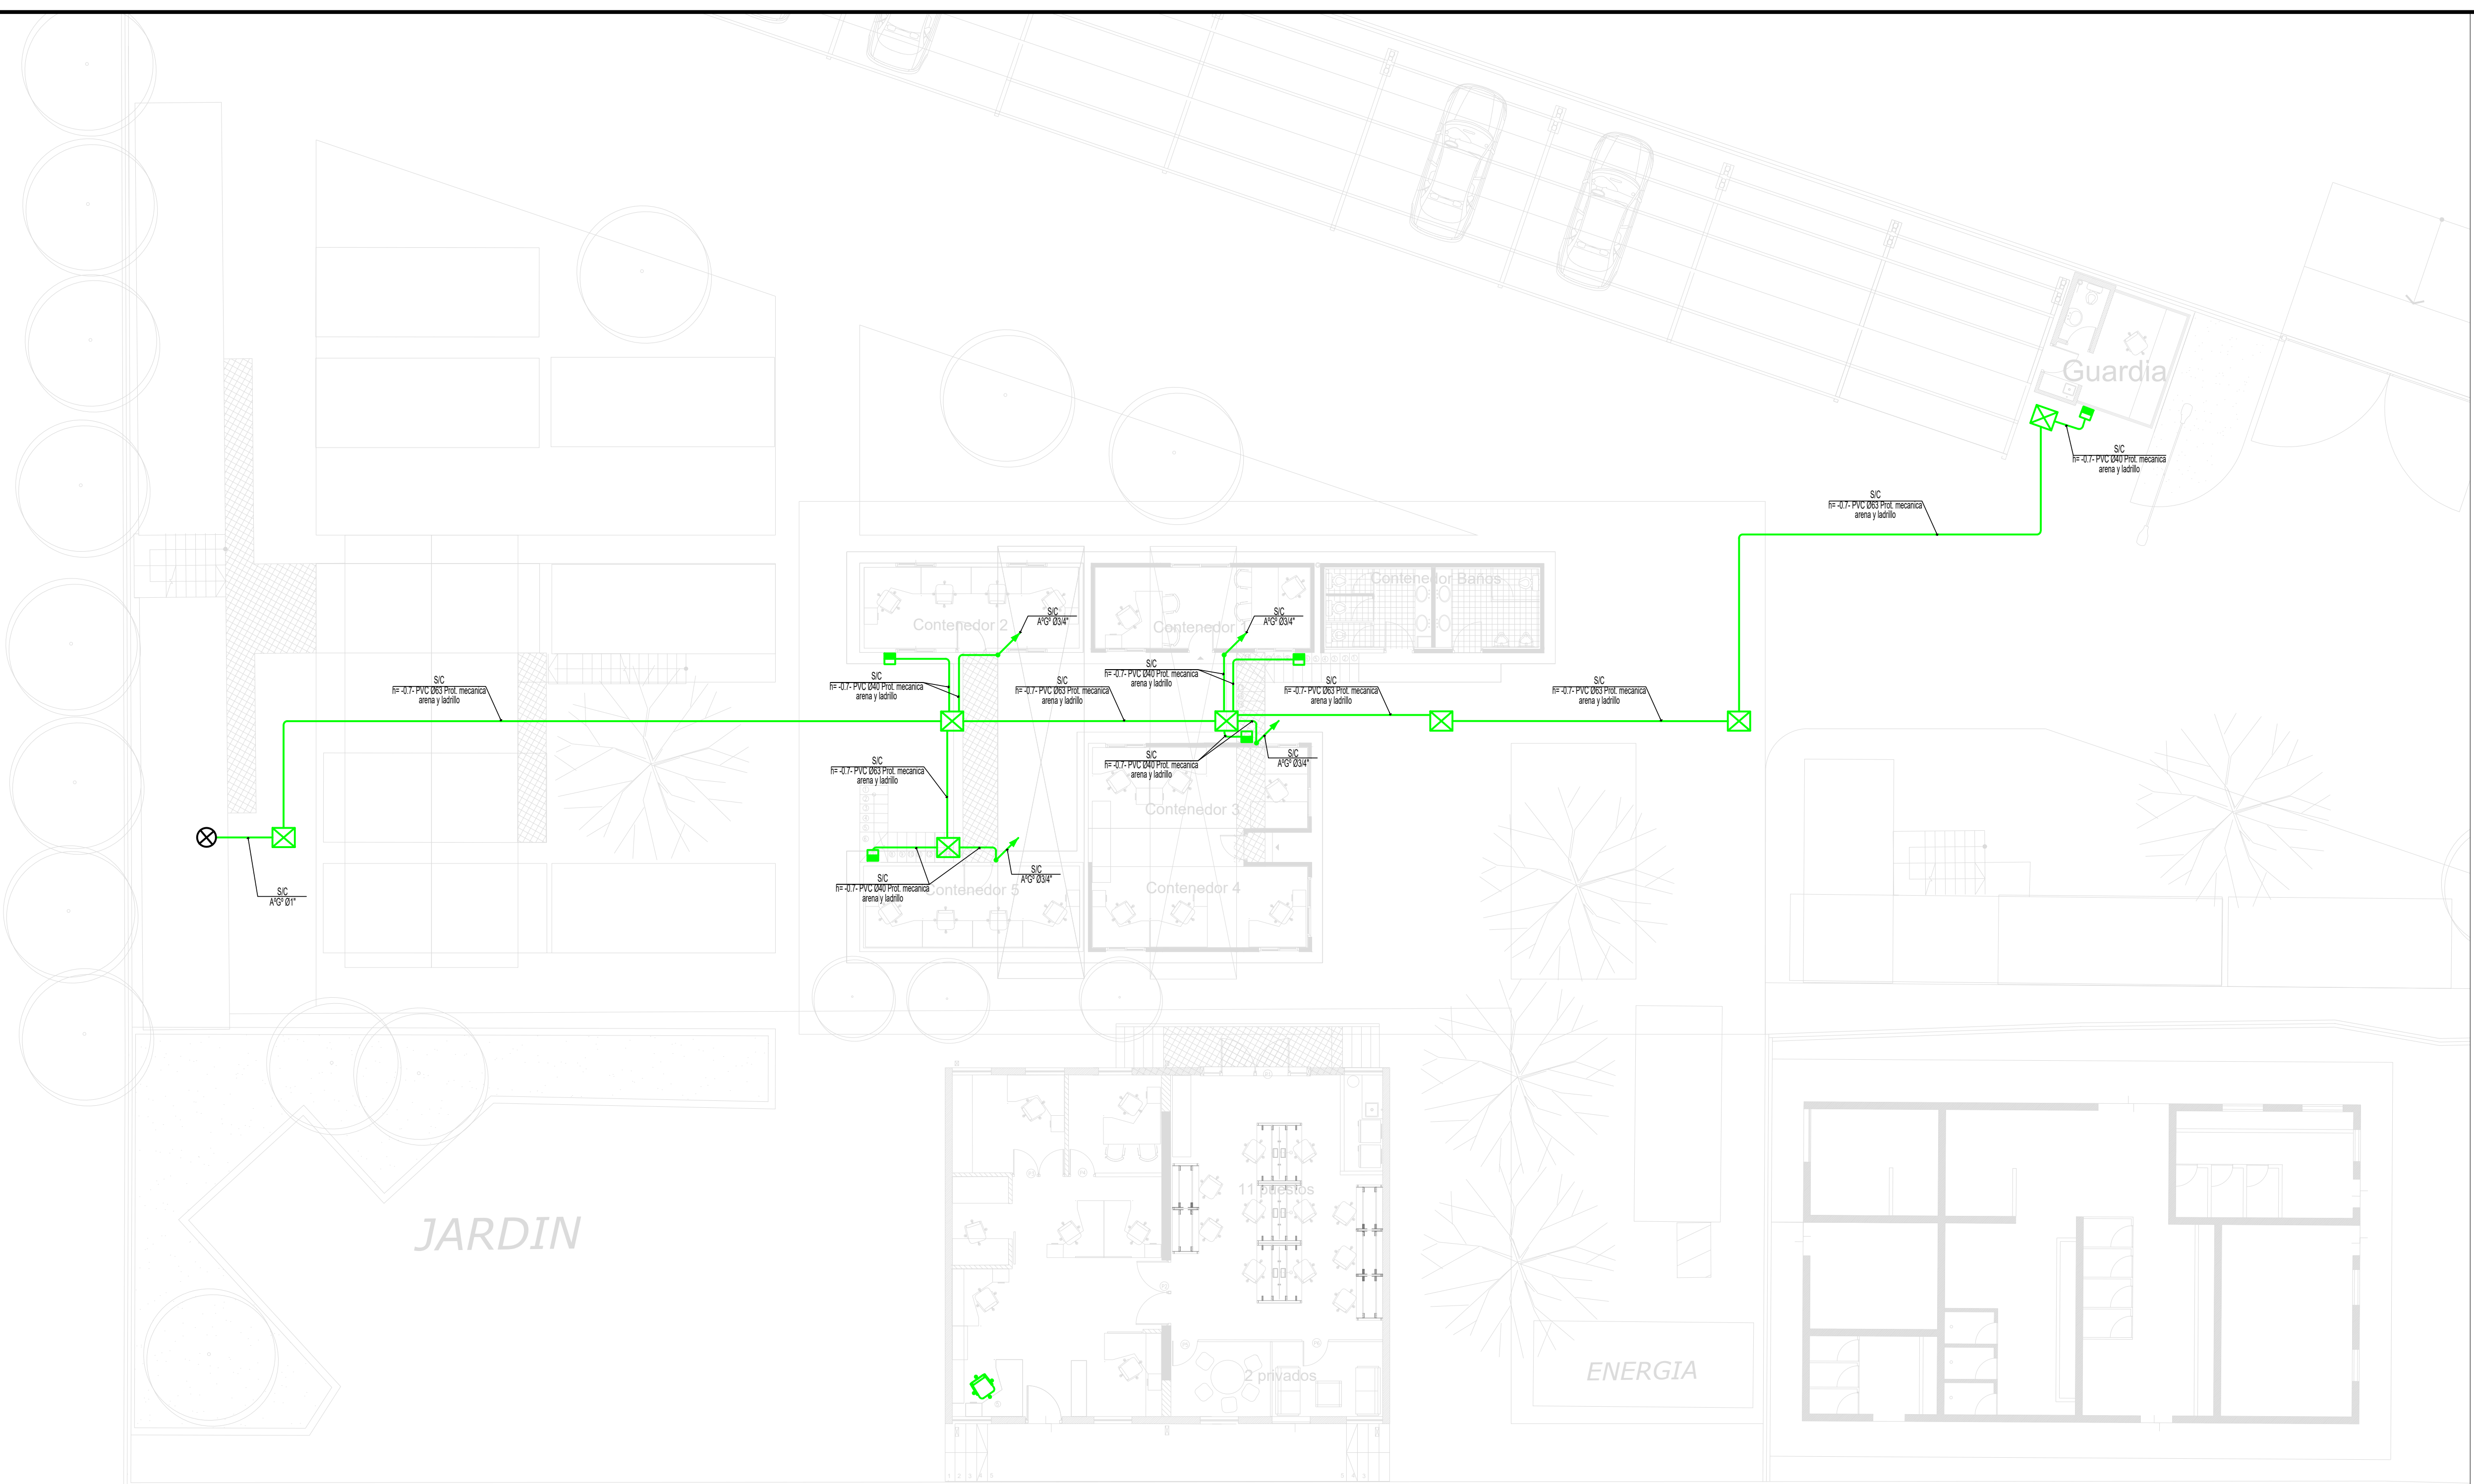 Guardia
S/C
h= -0.7- PVC Ø40 Prot. mecanica
arena y ladrillo
S/C
h= -0.7- PVC Ø63 Prot. mecanica
arena y ladrillo
Contenedor 2
Contenedor 1
Contenedor Baños
S/C
AºGº Ø3/4"
S/C
AºGº Ø3/4"
S/C
h= -0.7- PVC Ø63 Prot. mecanica
arena y ladrillo
S/C
h= -0.7- PVC Ø40 Prot. mecanica
arena y ladrillo
S/C
h= -0.7- PVC Ø63 Prot. mecanica
arena y ladrillo
S/C
h= -0.7- PVC Ø40 Prot. mecanica
arena y ladrillo
S/C
h= -0.7- PVC Ø63 Prot. mecanica
arena y ladrillo
S/C
h= -0.7- PVC Ø63 Prot. mecanica
arena y ladrillo
S/C
h= -0.7- PVC Ø63 Prot. mecanica
arena y ladrillo
S/C
h= -0.7- PVC Ø40 Prot. mecanica
arena y ladrillo
S/C
AºGº Ø3/4"
Contenedor 3
S/C
AºGº Ø1"
S/C
h= -0.7- PVC Ø40 Prot. mecanica
arena y ladrillo
S/C
AºGº Ø3/4"
Contenedor 5
Contenedor 4
11 puestos
JARDIN
2 privados
ENERGIA